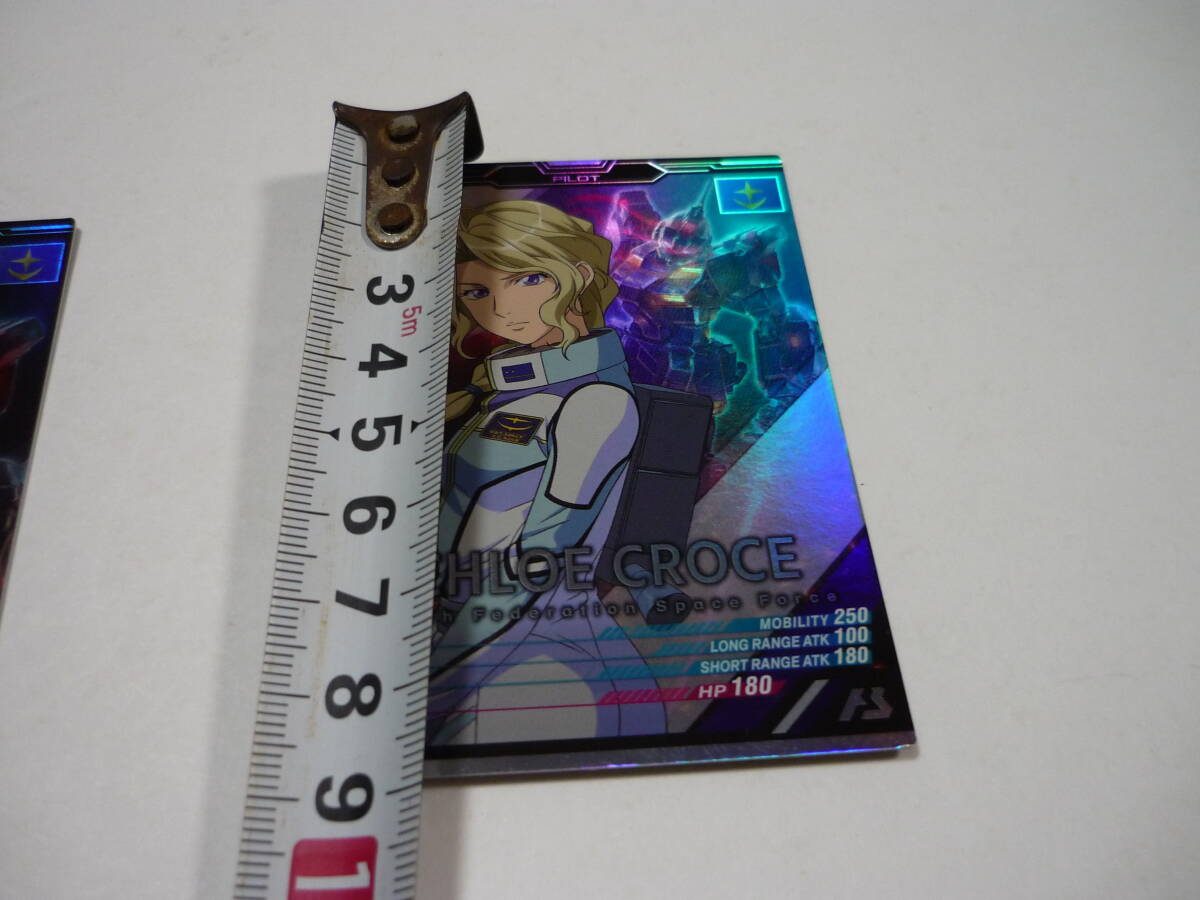 PILOT
3
5m
4
5
6
7
8
9
1
HLOE CROCE
h Federation Space Force
MOBILITY 250
LONG RANGE ATK 100
SHORT RANGE ATK 180
HP 180